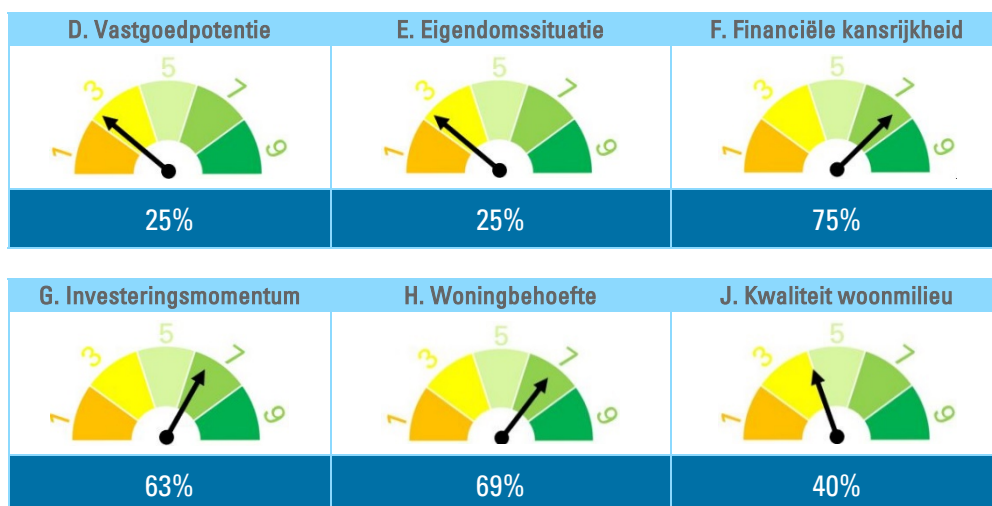 D. Vastgoedpotentie
E. Eigendomssituatie
F. Financiële kansrijkheid
1 3 5 7 9
1 3 5 7 9
1 3 5 7 9
25%
25%
75%
G. Investeringsmomentum
H. Woningbehoefte
J. Kwaliteit woonmilieu
1 3 5 7 9
1 3 5 7 9
1 3 5 7 9
63%
69%
40%